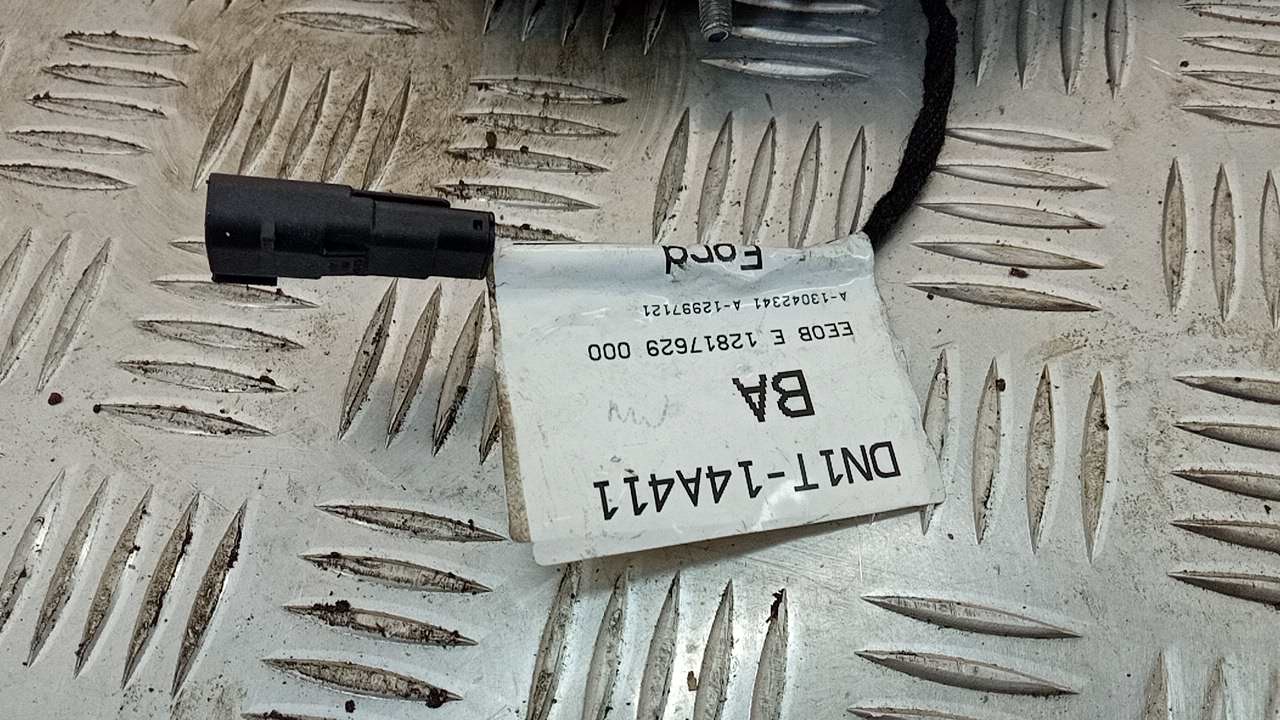 DN1T-14A411
BA
EEOB E 12817629 000
A-13042341 A-12997121
Ford